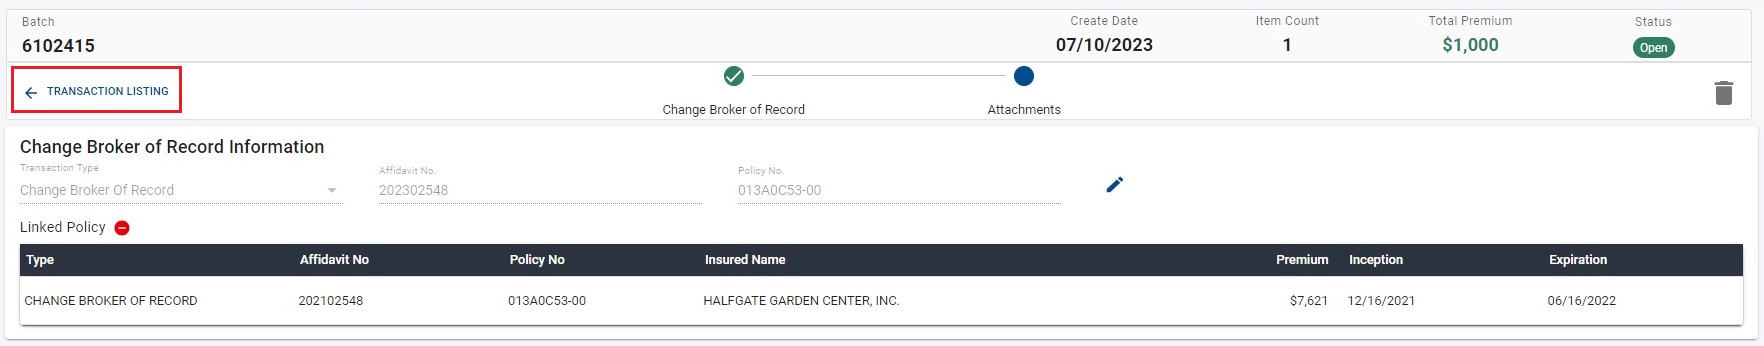 Batch Create Date Item Count Total Premium Status
6102415 07/10/2023 1 $1,000 Open
TRANSACTION LISTING
Change Broker of Record Attachments
Change Broker of Record Information
Transaction Type Affidavit No. Policy No.
Change Broker Of Record 202302548 013A0C53-00
Linked Policy
Type Affidavit No Policy No Insured Name Premium Inception Expiration
CHANGE BROKER OF RECORD 202102548 013A0C53-00 HALFGATE GARDEN CENTER, INC. $7,621 12/16/2021 06/16/2022